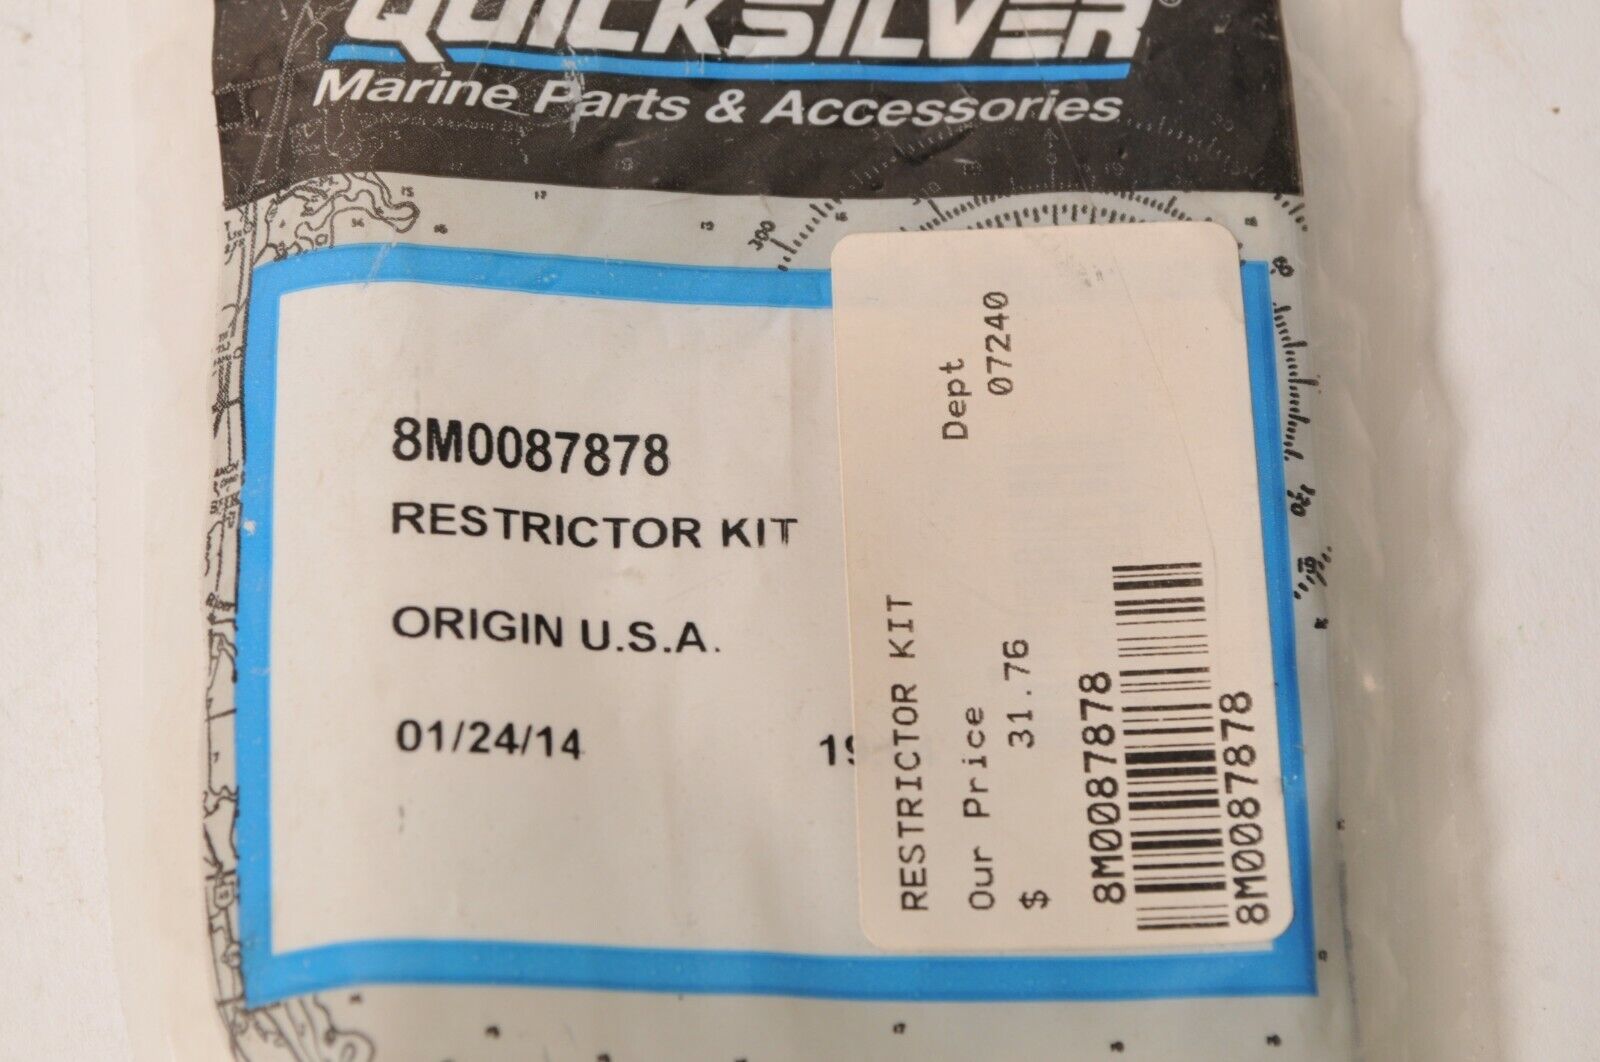 QUICKSILVER
Marine Parts & Accessories
8M0087878
RESTRICTOR KIT
ORIGIN U.S.A.
01/24/14
RESTRICTOR KIT
Dept
07240
Our Price
$ 31.76
8M0087878
8M0087878
300